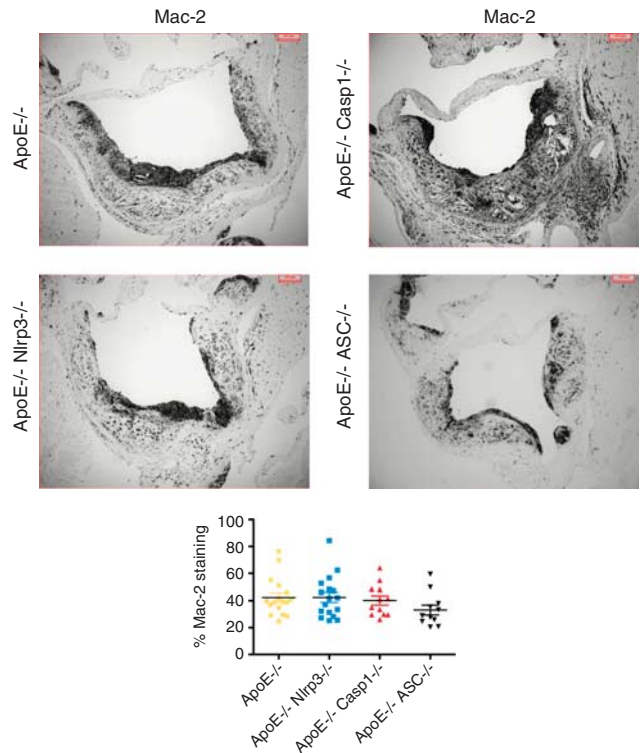 Mac-2
Mac-2
ApoE-/-
ApoE-/- Casp1-/-
ApoE-/- Nlrp3-/-
ApoE-/- ASC-/-
100
80
60
40
20
0
% Mac-2 staining
ApoE-/-
ApoE-/- Nlrp3-/-
ApoE-/- Casp1-/-
ApoE-/- ASC-/-